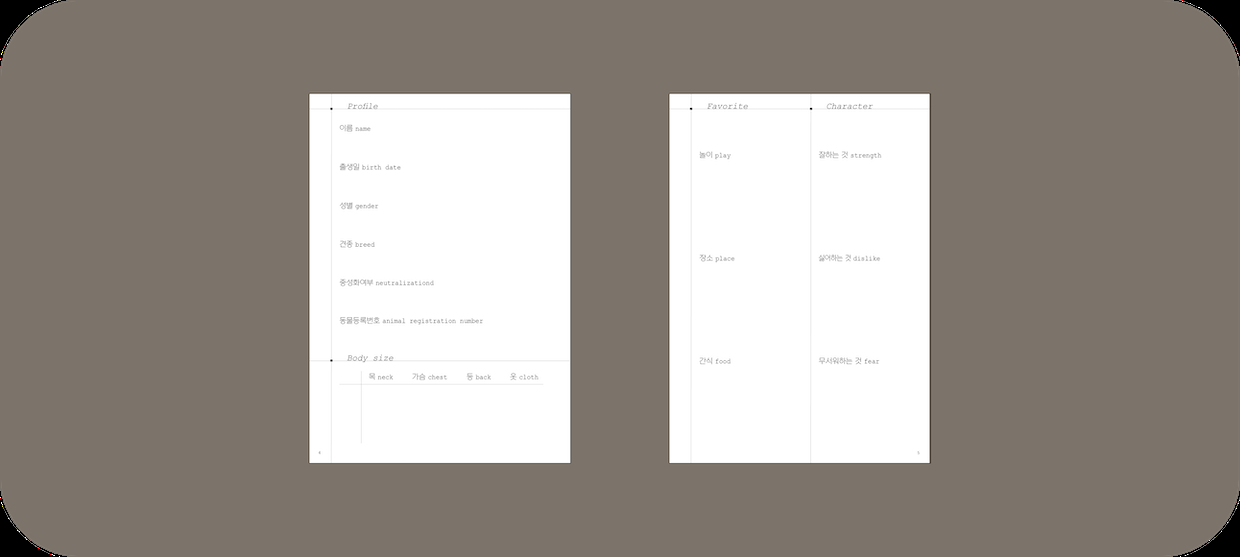 Profile
이름 name
출생일 birth date
성별 gender
견종 breed
중성화여부 neutralizationd
동물등록번호 animal registration number
Body size
목 neck 가슴 chest 등 back 옷 cloth
4
Favorite
놀이 play
장소 place
간식 food
Character
잘하는 것 strength
싫어하는 것 dislike
무서워하는 것 fear
5